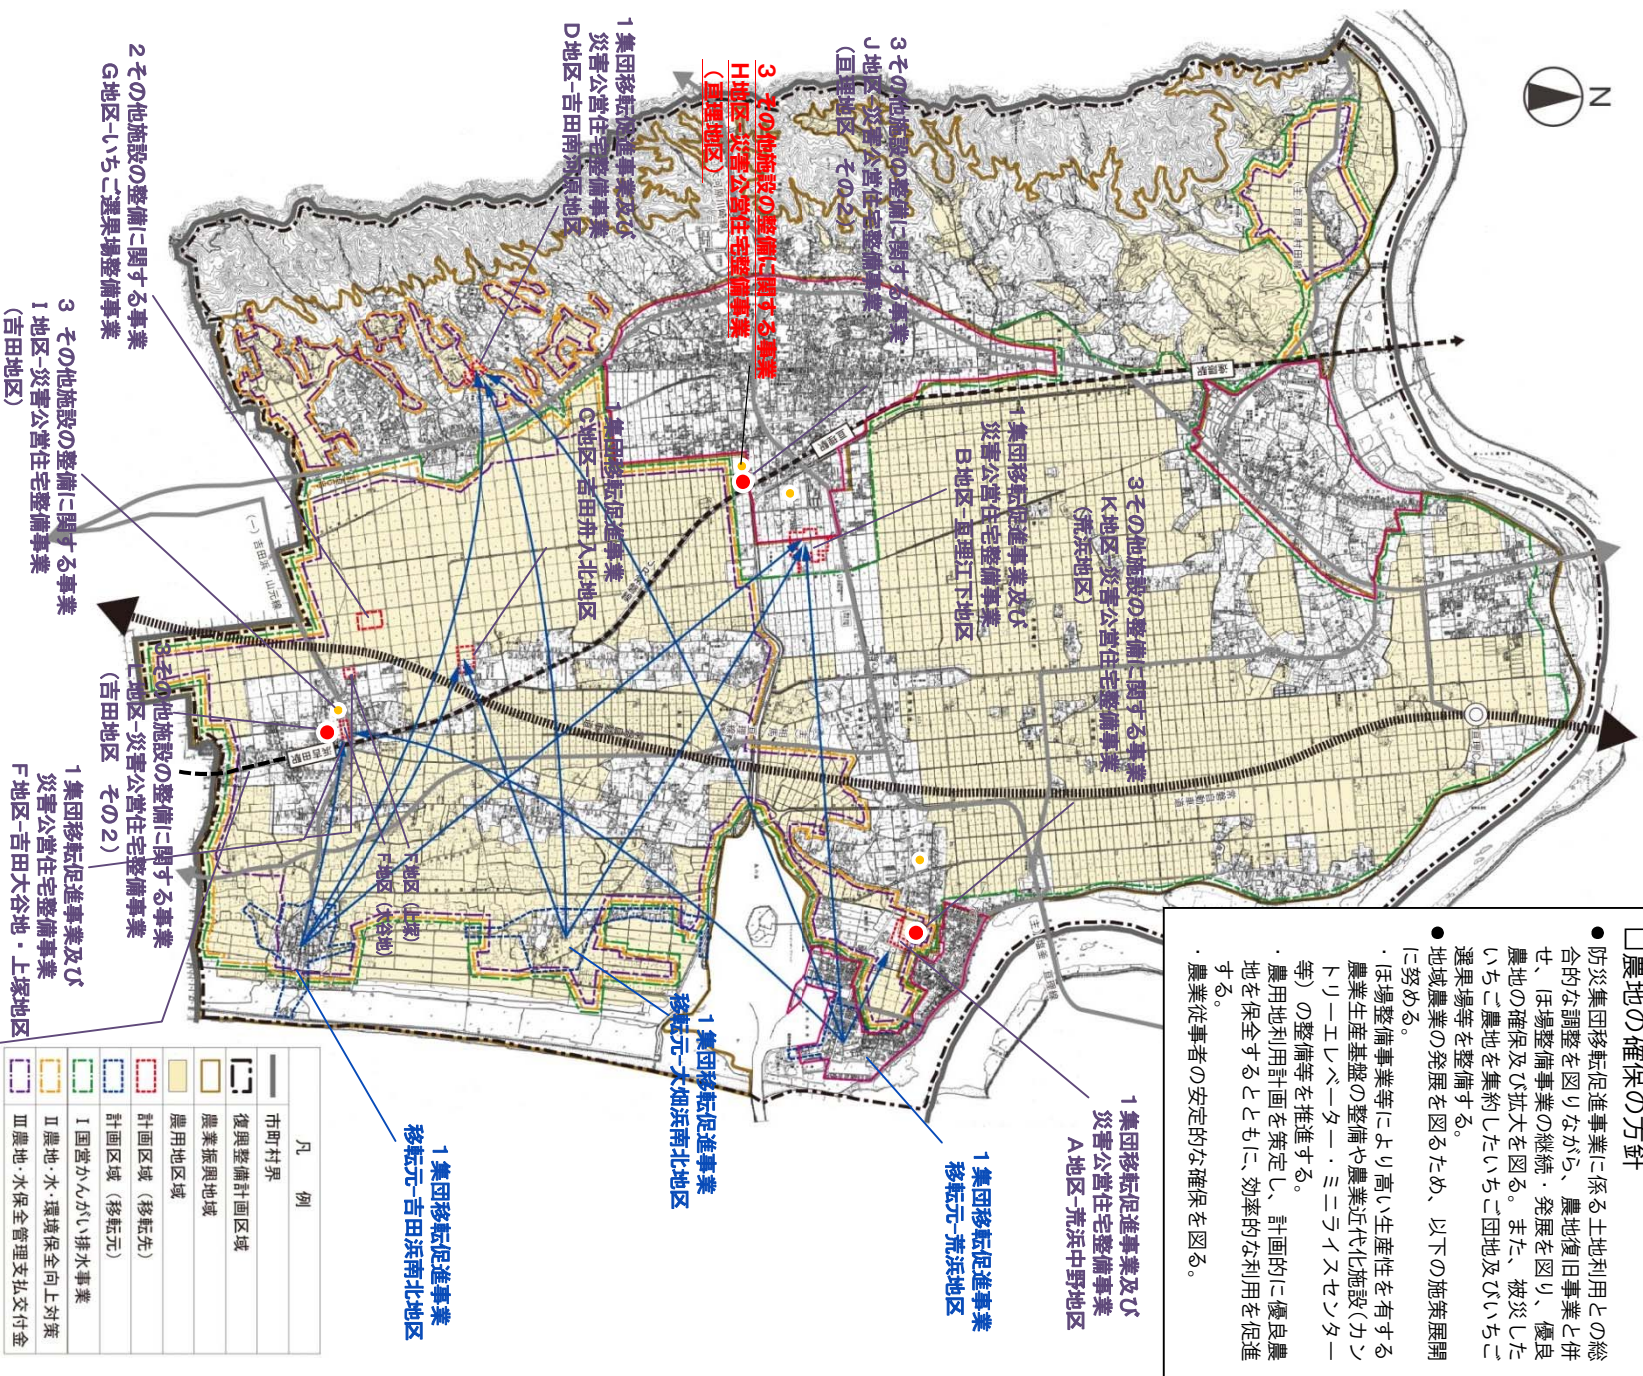 □農地の確保の方針
● 防災集団移転促進事業に係る土地利用との総
合的な調整を図りながら、農地復旧事業と併
せ、ほ場整備事業の継続・発展を図り、優良
農地の確保及び拡大を図る。また、被災した
いちご農地を集約したいちご団地及びいちご
選果場等を整備する。
● 地域農業の発展を図るため、以下の施策展開
に努める。
・ほ場整備事業等により高い生産性を有する
農業生産基盤の整備や農業近代化施設(カン
トリーエレベーター・ミニライスセンター
等)の整備等を推進する。
・農用地利用計画を策定し、計画的に優良農
地を保全するとともに、効率的な利用を促進
する。
・農業従事者の安定的な確保を図る。
N
3その他施設の整備に関する事業
J地区-災害公営住宅整備事業
(亘理地区 その2)
3 その他施設の整備に関する事業
H地区-災害公営住宅整備事業
(亘理地区)
1集団移転促進事業及び
災害公営住宅整備事業
D地区-吉田南河原地区
2その他施設の整備に関する事業
G地区-いちご選果場整備事業
3 その他施設の整備に関する事業
I地区-災害公営住宅整備事業
(吉田地区)
3その他施設の整備に関する事業
K地区-災害公営住宅整備事業
(荒浜地区)
1集団移転促進事業及び
災害公営住宅整備事業
B地区-亘理江下地区
1集団移転促進事業
C地区-吉田舟入北地区
3その他施設の整備に関する事業
L地区-災害公営住宅整備事業
(吉田地区 その2)
1集団移転促進事業及び
災害公営住宅整備事業
F地区-吉田大谷地・上塚地区
F地区(上塚)
F地区(大谷地)
1集団移転促進事業及び
災害公営住宅整備事業
A地区-荒浜中野地区
1集団移転促進事業
移転元-荒浜地区
1集団移転促進事業
移転元-大畑浜南北地区
1集団移転促進事業
移転元-吉田浜南北地区
逢隈駅
亘理駅
浜吉田駅
常磐自動車道
(一)吉田浜・山元線
凡 例
市町村界
復興整備計画区域
農業振興地域
農用地区域
計画区域(移転先)
計画区域(移転元)
Ⅰ国営かんがい排水事業
Ⅱ農地・水・環境保全向上対策
Ⅲ農地・水保全管理支払交付金